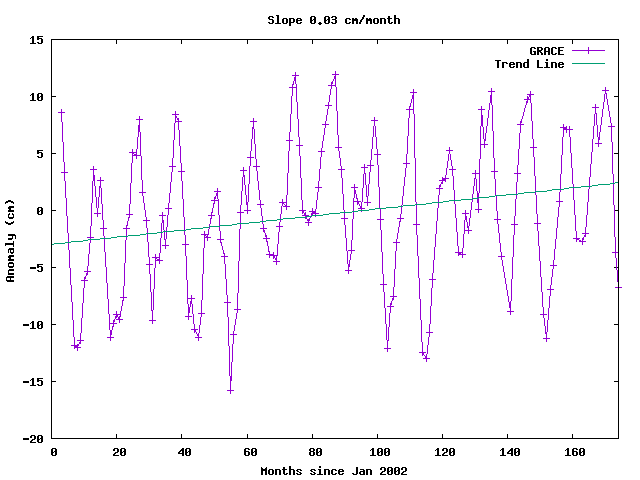 Slope 0.03 cm/month
GRACE
Trend Line
15
10
5
0
-5
-10
-15
-20
Anomaly (cm)
0 20 40 60 80 100 120 140 160
Months since Jan 2002